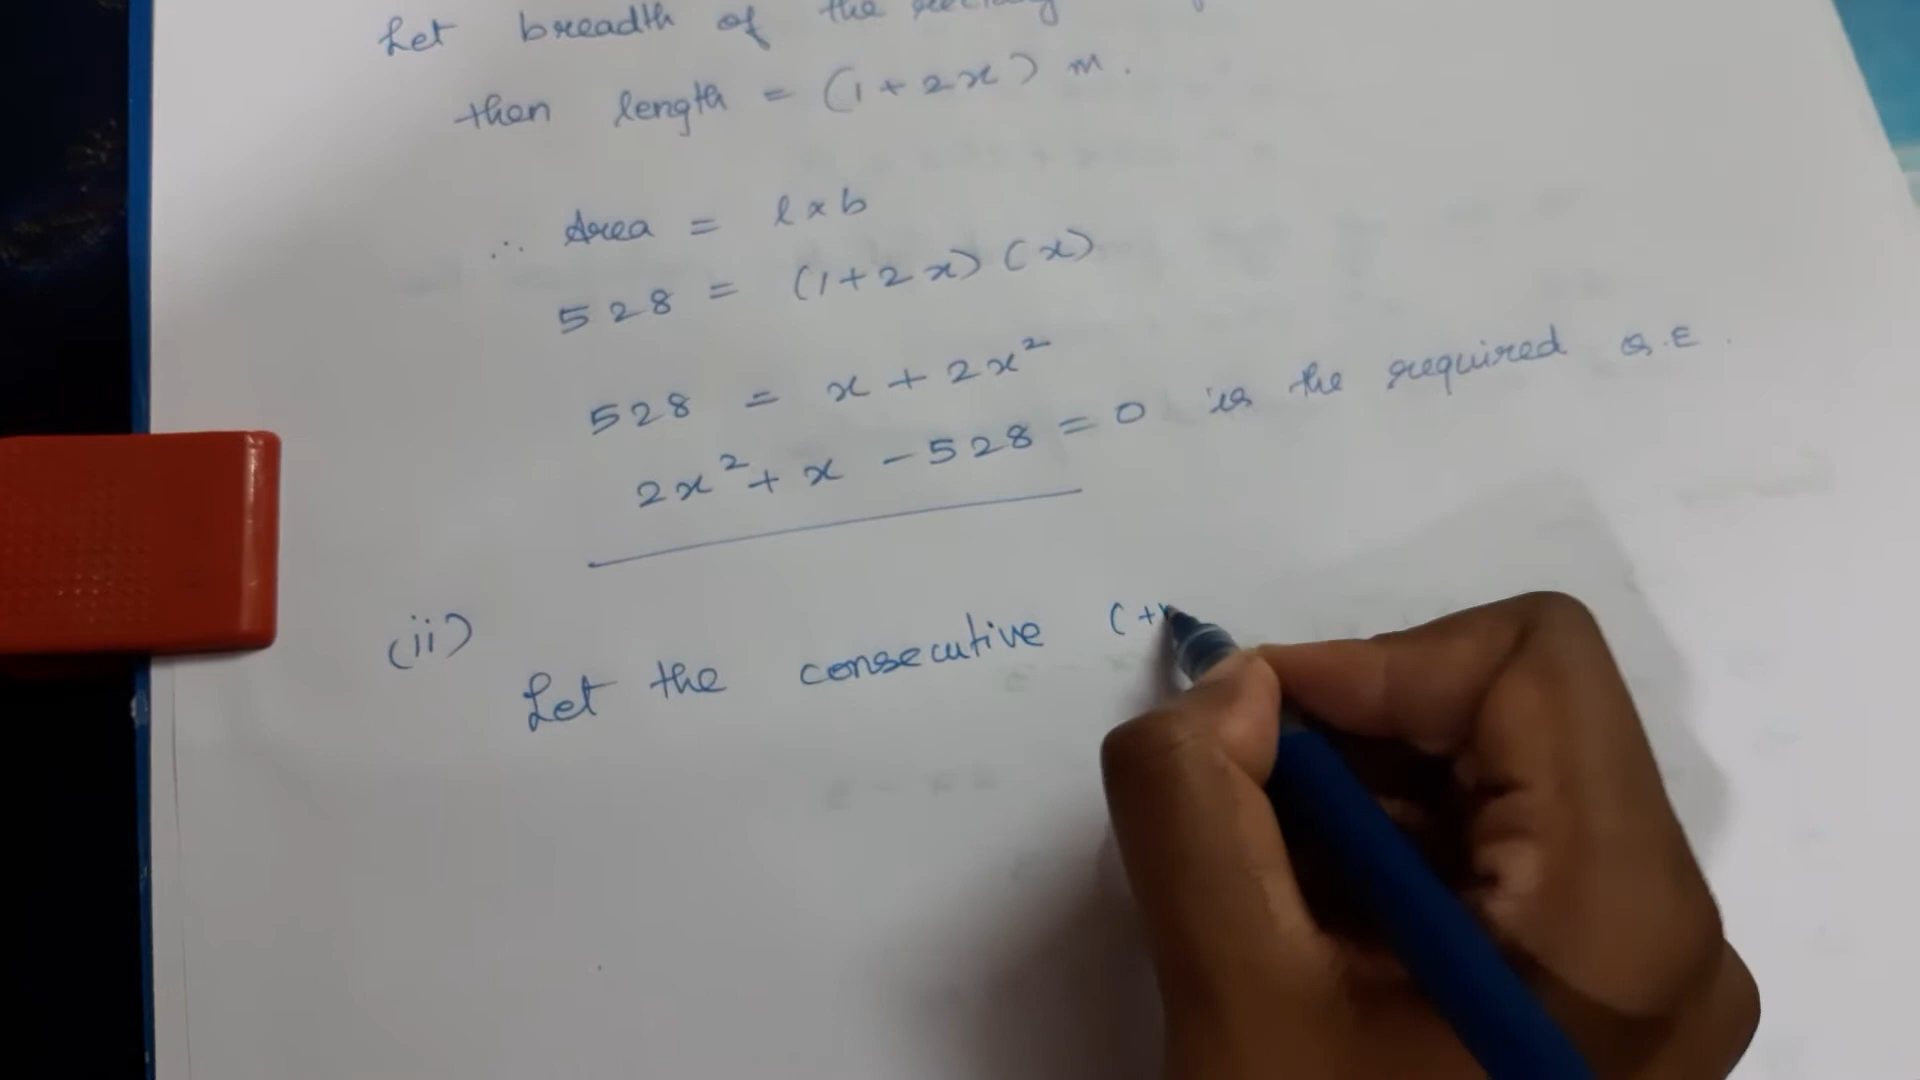 Let breadth of the
then length = (1 + 2x) m.
∴ Area = l × b
528 = (1 + 2x) (x)
528 = x + 2x²
2x² + x - 528 = 0 is the required Q.E.
(ii)
Let the consecutive (+